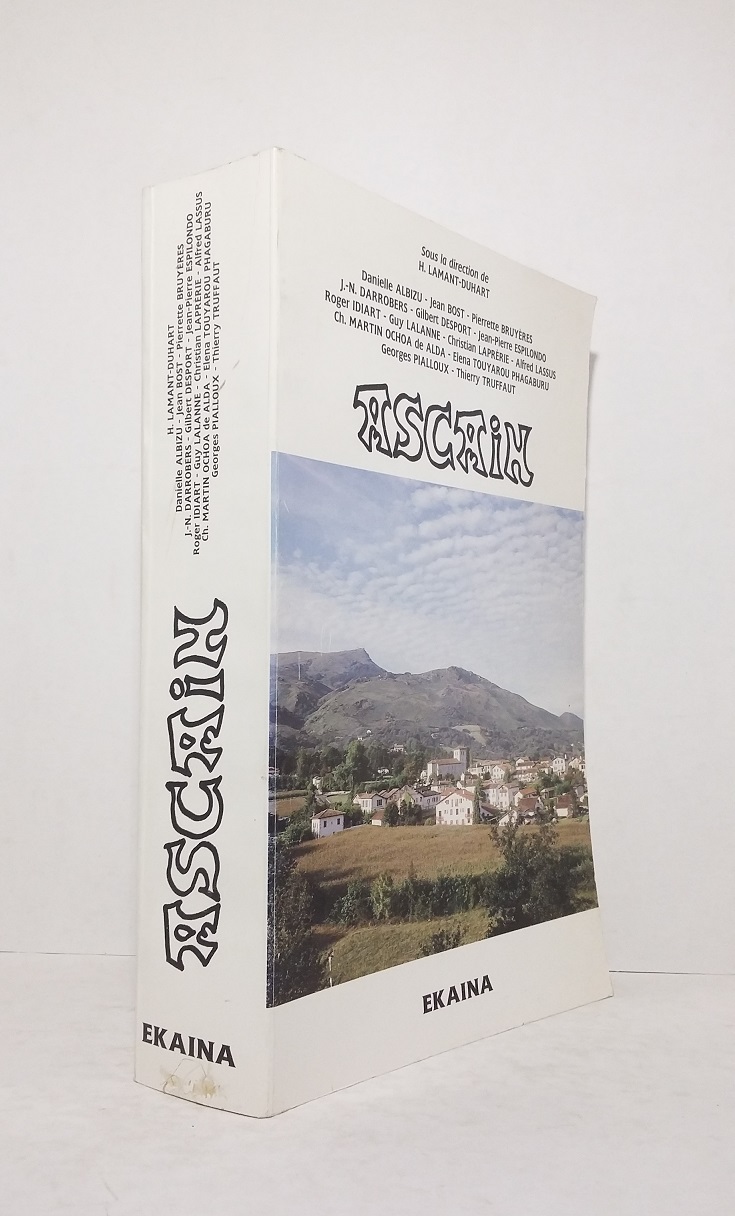 H. LAMANT-DUHART
Danielle ALBIZU - Jean BOST - Pierrette BRUYÈRES
J.-N. DARROBERS - Gilbert DESPORT - Jean-Pierre ESPILONDO
Roger IDIART - Guy LALANNE - Christian LAPRÉRIE - Alfred LASSUS
Ch. MARTIN OCHOA de ALDA - Elena TOUYAROU PHAGABURU
Georges PIALLOUX - Thierry TRUFFAUT
ASCAIN
EKAINA
Sous la direction de
H. LAMANT-DUHART
Danielle ALBIZU - Jean BOST - Pierrette BRUYÈRES
J.-N. DARROBERS - Gilbert DESPORT - Jean-Pierre ESPILONDO
Roger IDIART - Guy LALANNE - Christian LAPRÉRIE - Alfred LASSUS
Ch. MARTIN OCHOA de ALDA - Elena TOUYAROU PHAGABURU
Georges PIALLOUX - Thierry TRUFFAUT
ASCAIN
EKAINA